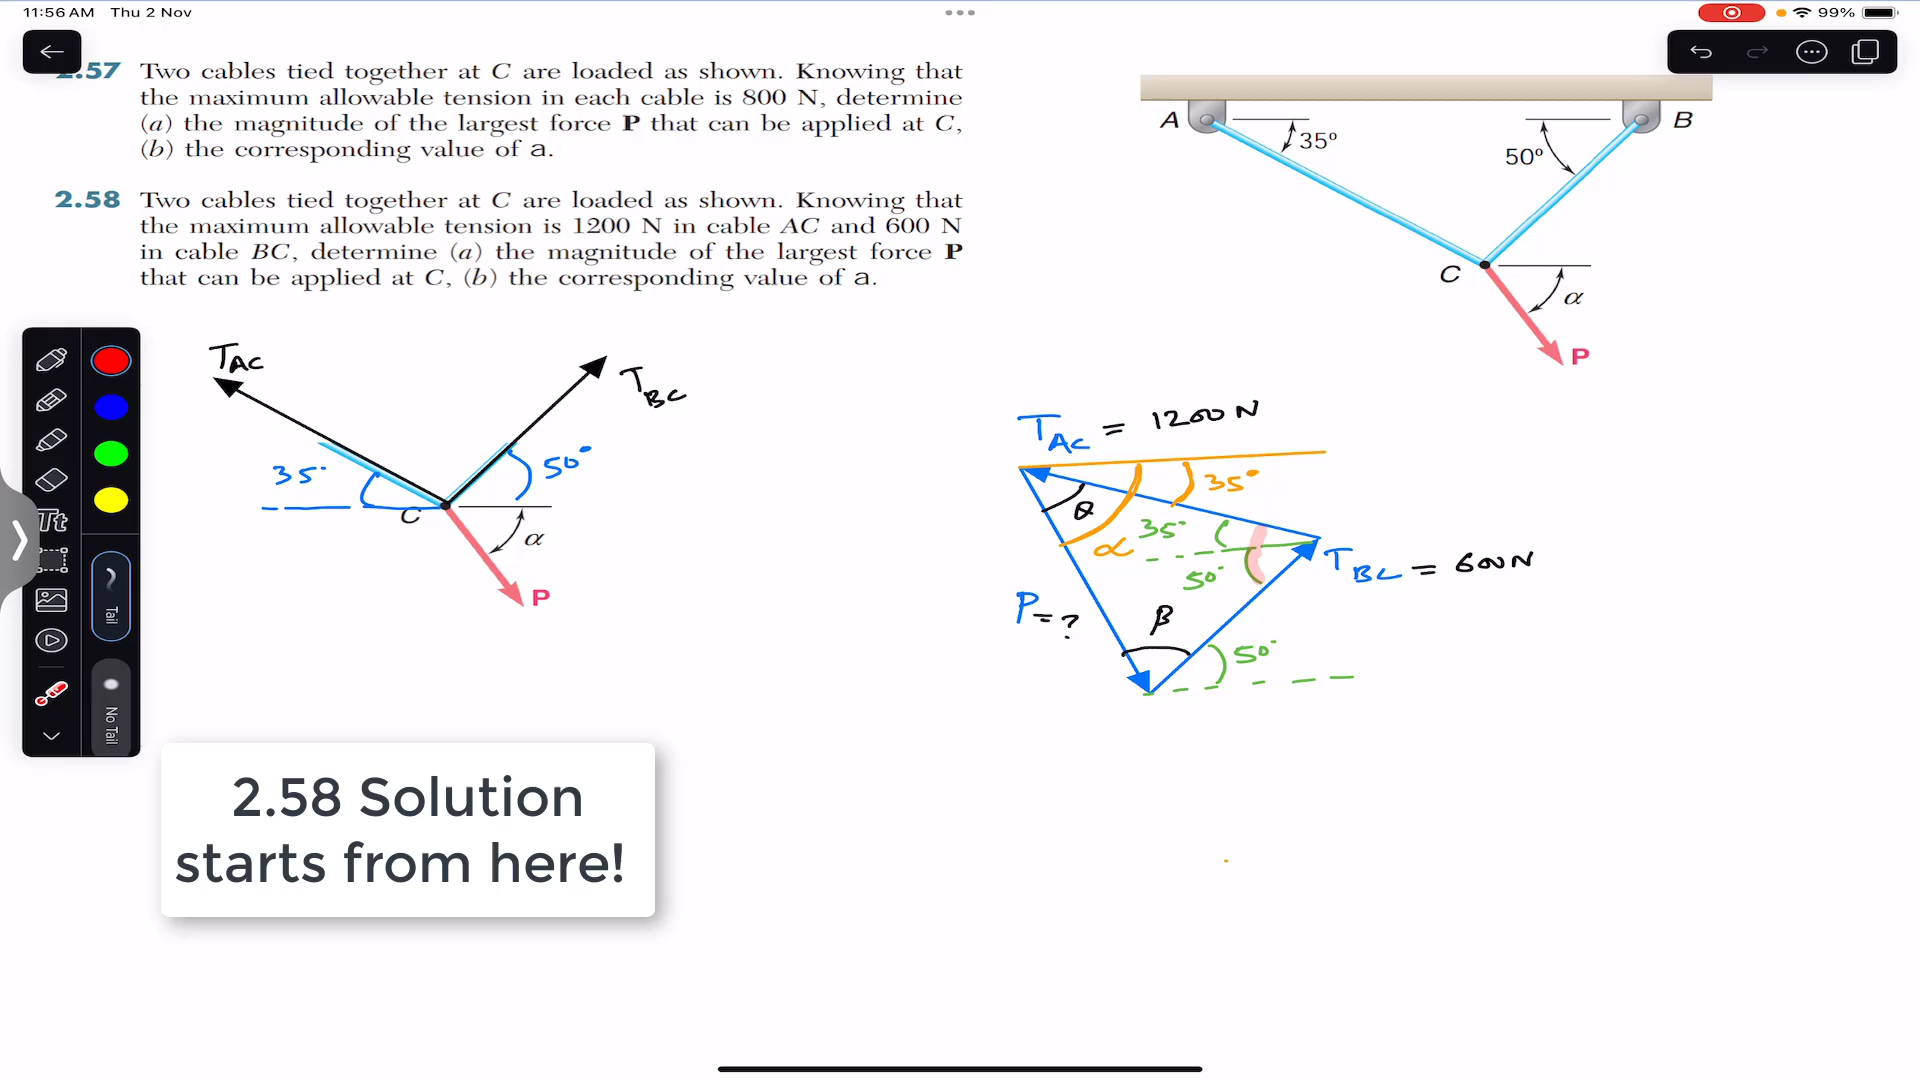 11:56 AM Thu 2 Nov
99%
2.57 Two cables tied together at C are loaded as shown. Knowing that
the maximum allowable tension in each cable is 800 N, determine
(a) the magnitude of the largest force P that can be applied at C,
(b) the corresponding value of a.
2.58 Two cables tied together at C are loaded as shown. Knowing that
the maximum allowable tension is 1200 N in cable AC and 600 N
in cable BC, determine (a) the magnitude of the largest force P
that can be applied at C, (b) the corresponding value of a.
A
35º
50º
B
C
α
P
TAC
TBC
35°
50°
C
α
P
TAC = 1200 N
35°
θ
α
35°
50°
TBC = 600 N
P = ?
β
50°
Tt
Tail
No Tail
2.58 Solution
starts from here!